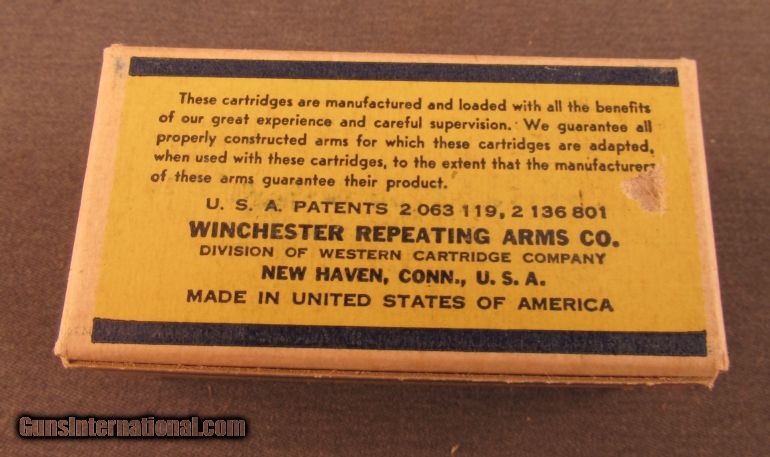 These cartridges are manufactured and loaded with all the benefits
of our great experience and careful supervision. We guarantee all
properly constructed arms for which these cartridges are adapted,
when used with these cartridges, to the extent that the manufacturers
of these arms guarantee their product.
U. S. A. PATENTS 2 063 119, 2 136 801
WINCHESTER REPEATING ARMS CO.
DIVISION OF WESTERN CARTRIDGE COMPANY
NEW HAVEN, CONN., U. S. A.
MADE IN UNITED STATES OF AMERICA
GunsInternational.com